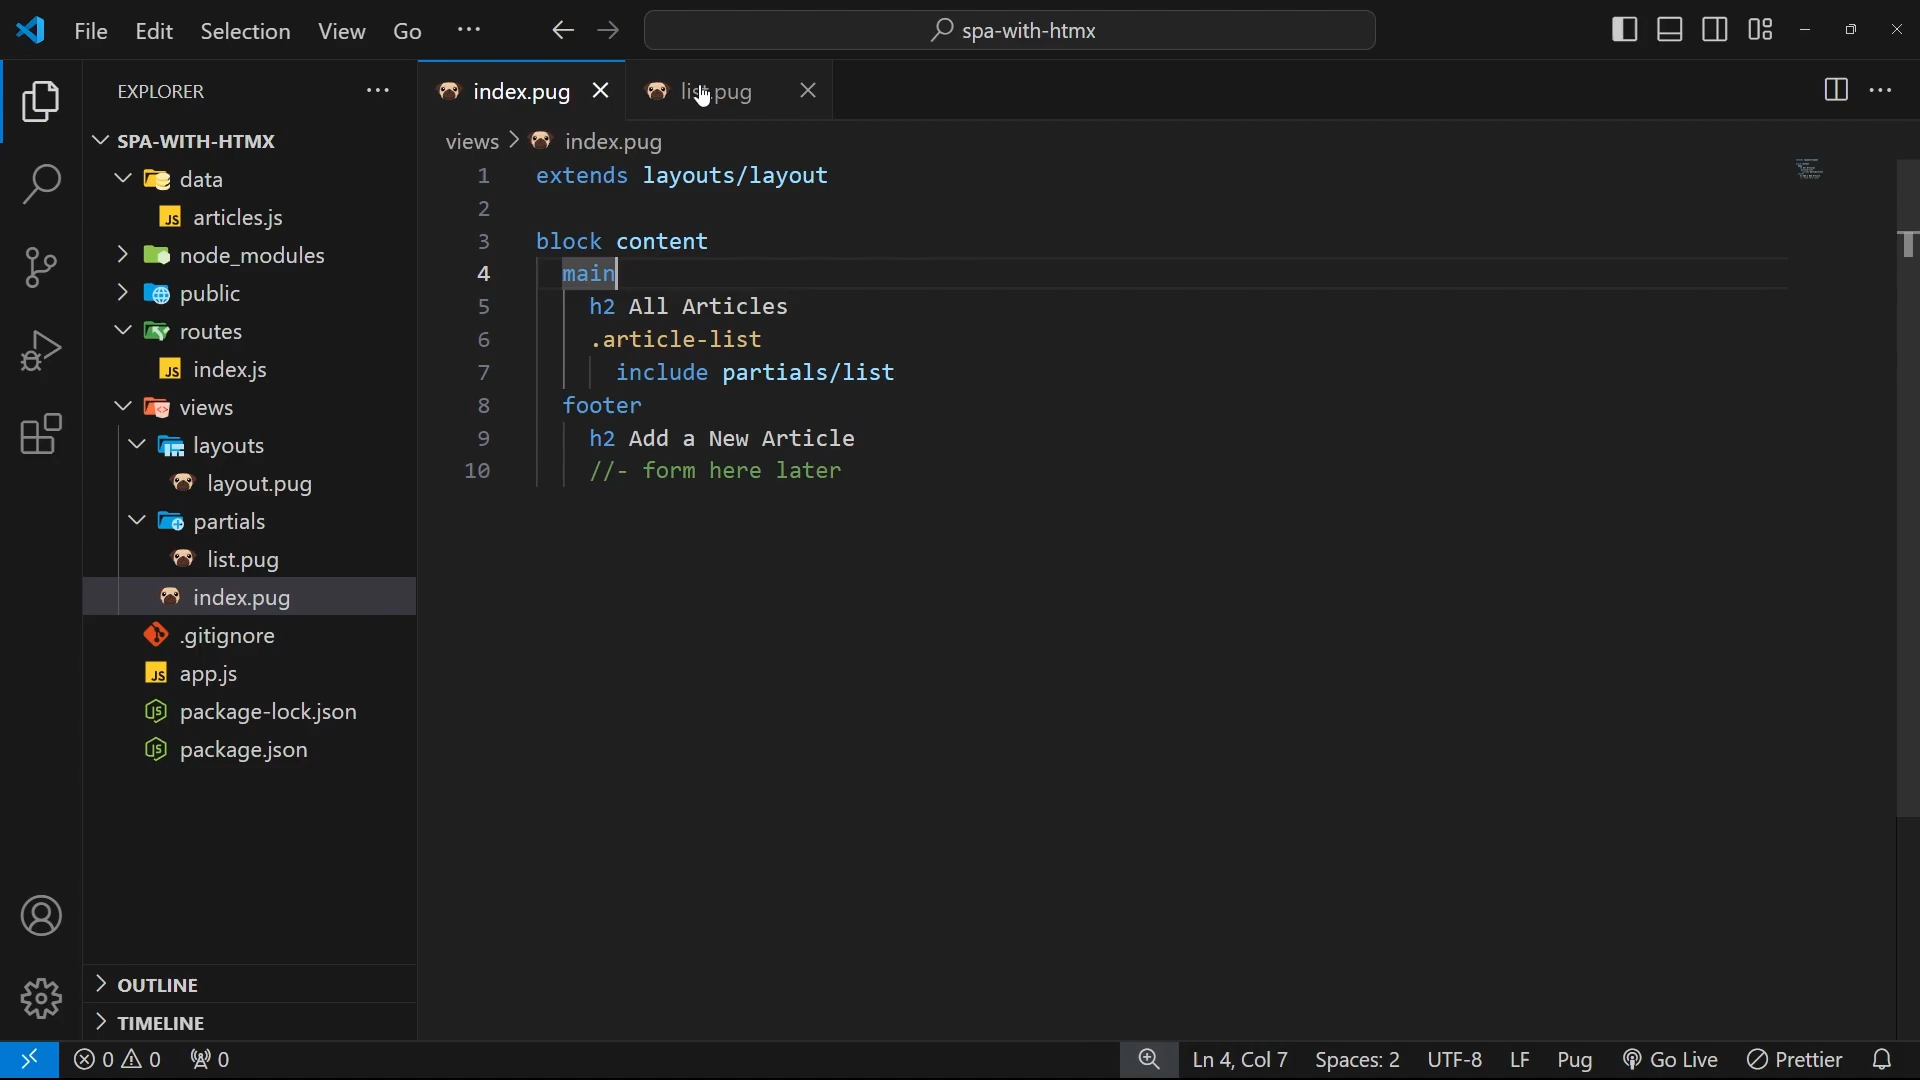 File Edit Selection View Go ··· spa-with-htmx
EXPLORER ···
index.pug
list.pug
views > index.pug
SPA-WITH-HTMX
data
articles.js
node_modules
public
routes
index.js
views
layouts
layout.pug
partials
list.pug
index.pug
.gitignore
app.js
package-lock.json
package.json
OUTLINE
TIMELINE
1 extends layouts/layout
2
3 block content
4 main
5 h2 All Articles
6 .article-list
7 include partials/list
8 footer
9 h2 Add a New Article
10 //- form here later
0 0 0 Ln 4, Col 7 Spaces: 2 UTF-8 LF Pug Go Live Prettier